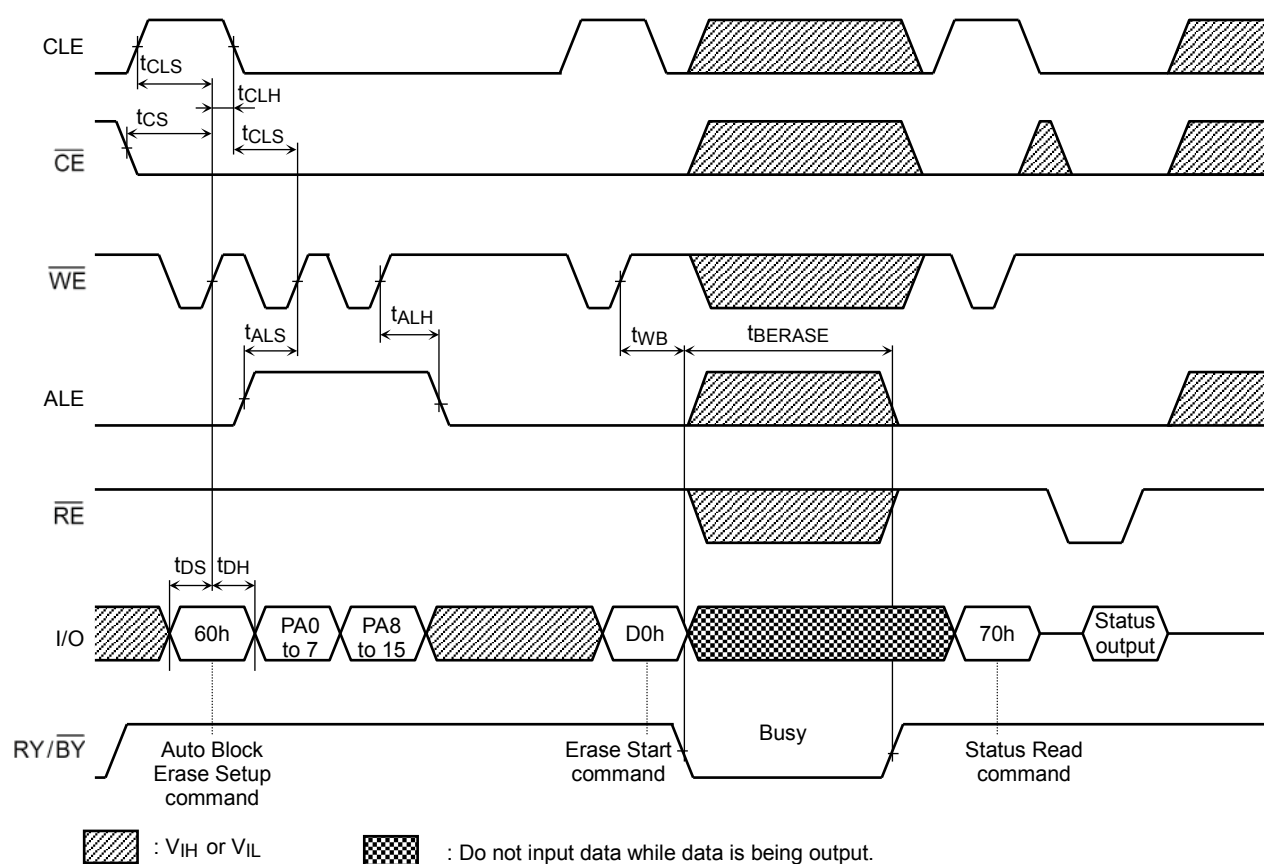 CLE
tCLS
tCLH
tCS
tCLS
CE
WE
tALS
tALH
tWB
tBERASE
ALE
RE
tDS
tDH
I/O
60h
PA0
to 7
PA8
to 15
D0h
70h
Status
output
RY/BY
Busy
Auto Block
Erase Setup
command
Erase Start
command
Status Read
command
: VIH or VIL
: Do not input data while data is being output.